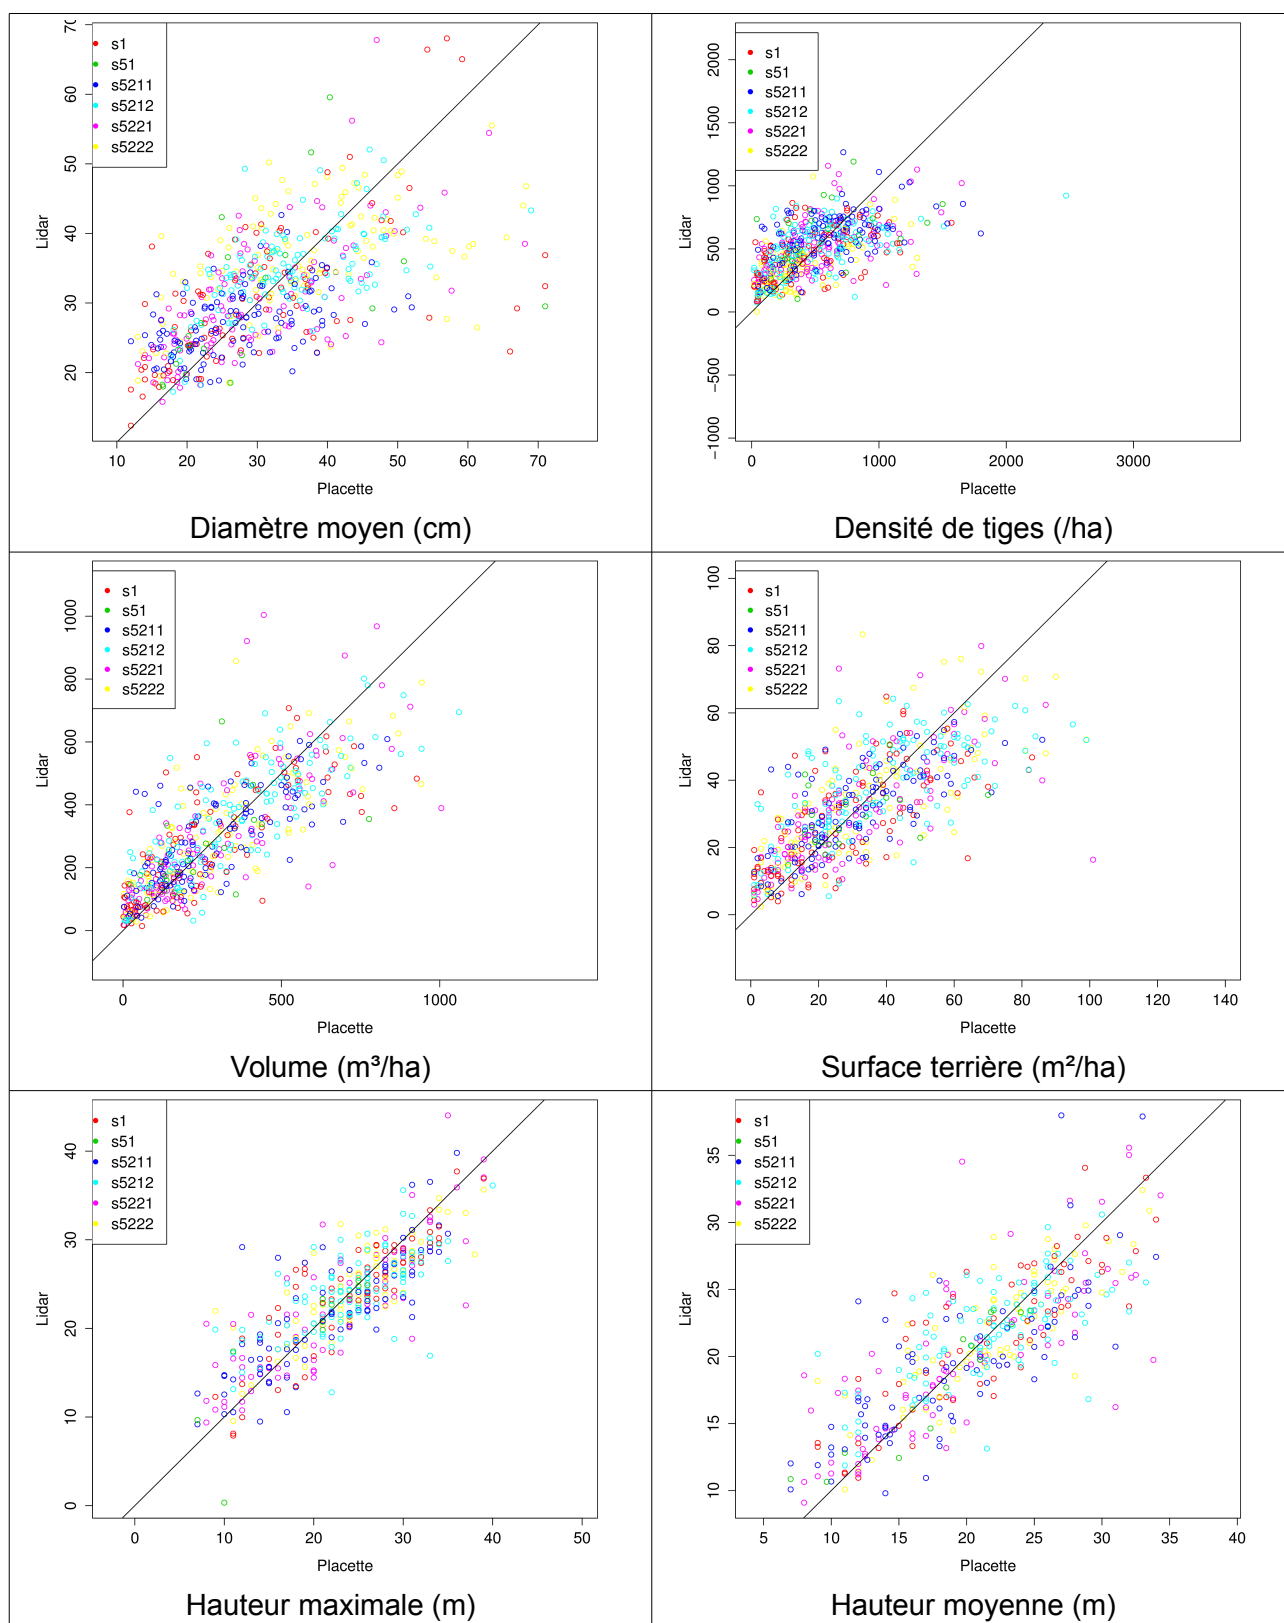 s1
s51
s5211
s5212
s5221
s5222
Lidar
70
60
50
40
30
20
10 20 30 40 50 60 70
Placette
Diamètre moyen (cm)
s1
s51
s5211
s5212
s5221
s5222
Lidar
2000
1500
1000
500
0
−500
−1000
0 1000 2000 3000
Placette
Densité de tiges (/ha)
s1
s51
s5211
s5212
s5221
s5222
Lidar
1000
800
600
400
200
0
0 500 1000
Placette
Volume (m³/ha)
s1
s51
s5211
s5212
s5221
s5222
Lidar
100
80
60
40
20
0
0 20 40 60 80 100 120 140
Placette
Surface terrière (m²/ha)
s1
s51
s5211
s5212
s5221
s5222
Lidar
40
30
20
10
0
0 10 20 30 40 50
Placette
Hauteur maximale (m)
s1
s51
s5211
s5212
s5221
s5222
Lidar
35
30
25
20
15
10
5 10 15 20 25 30 35 40
Placette
Hauteur moyenne (m)